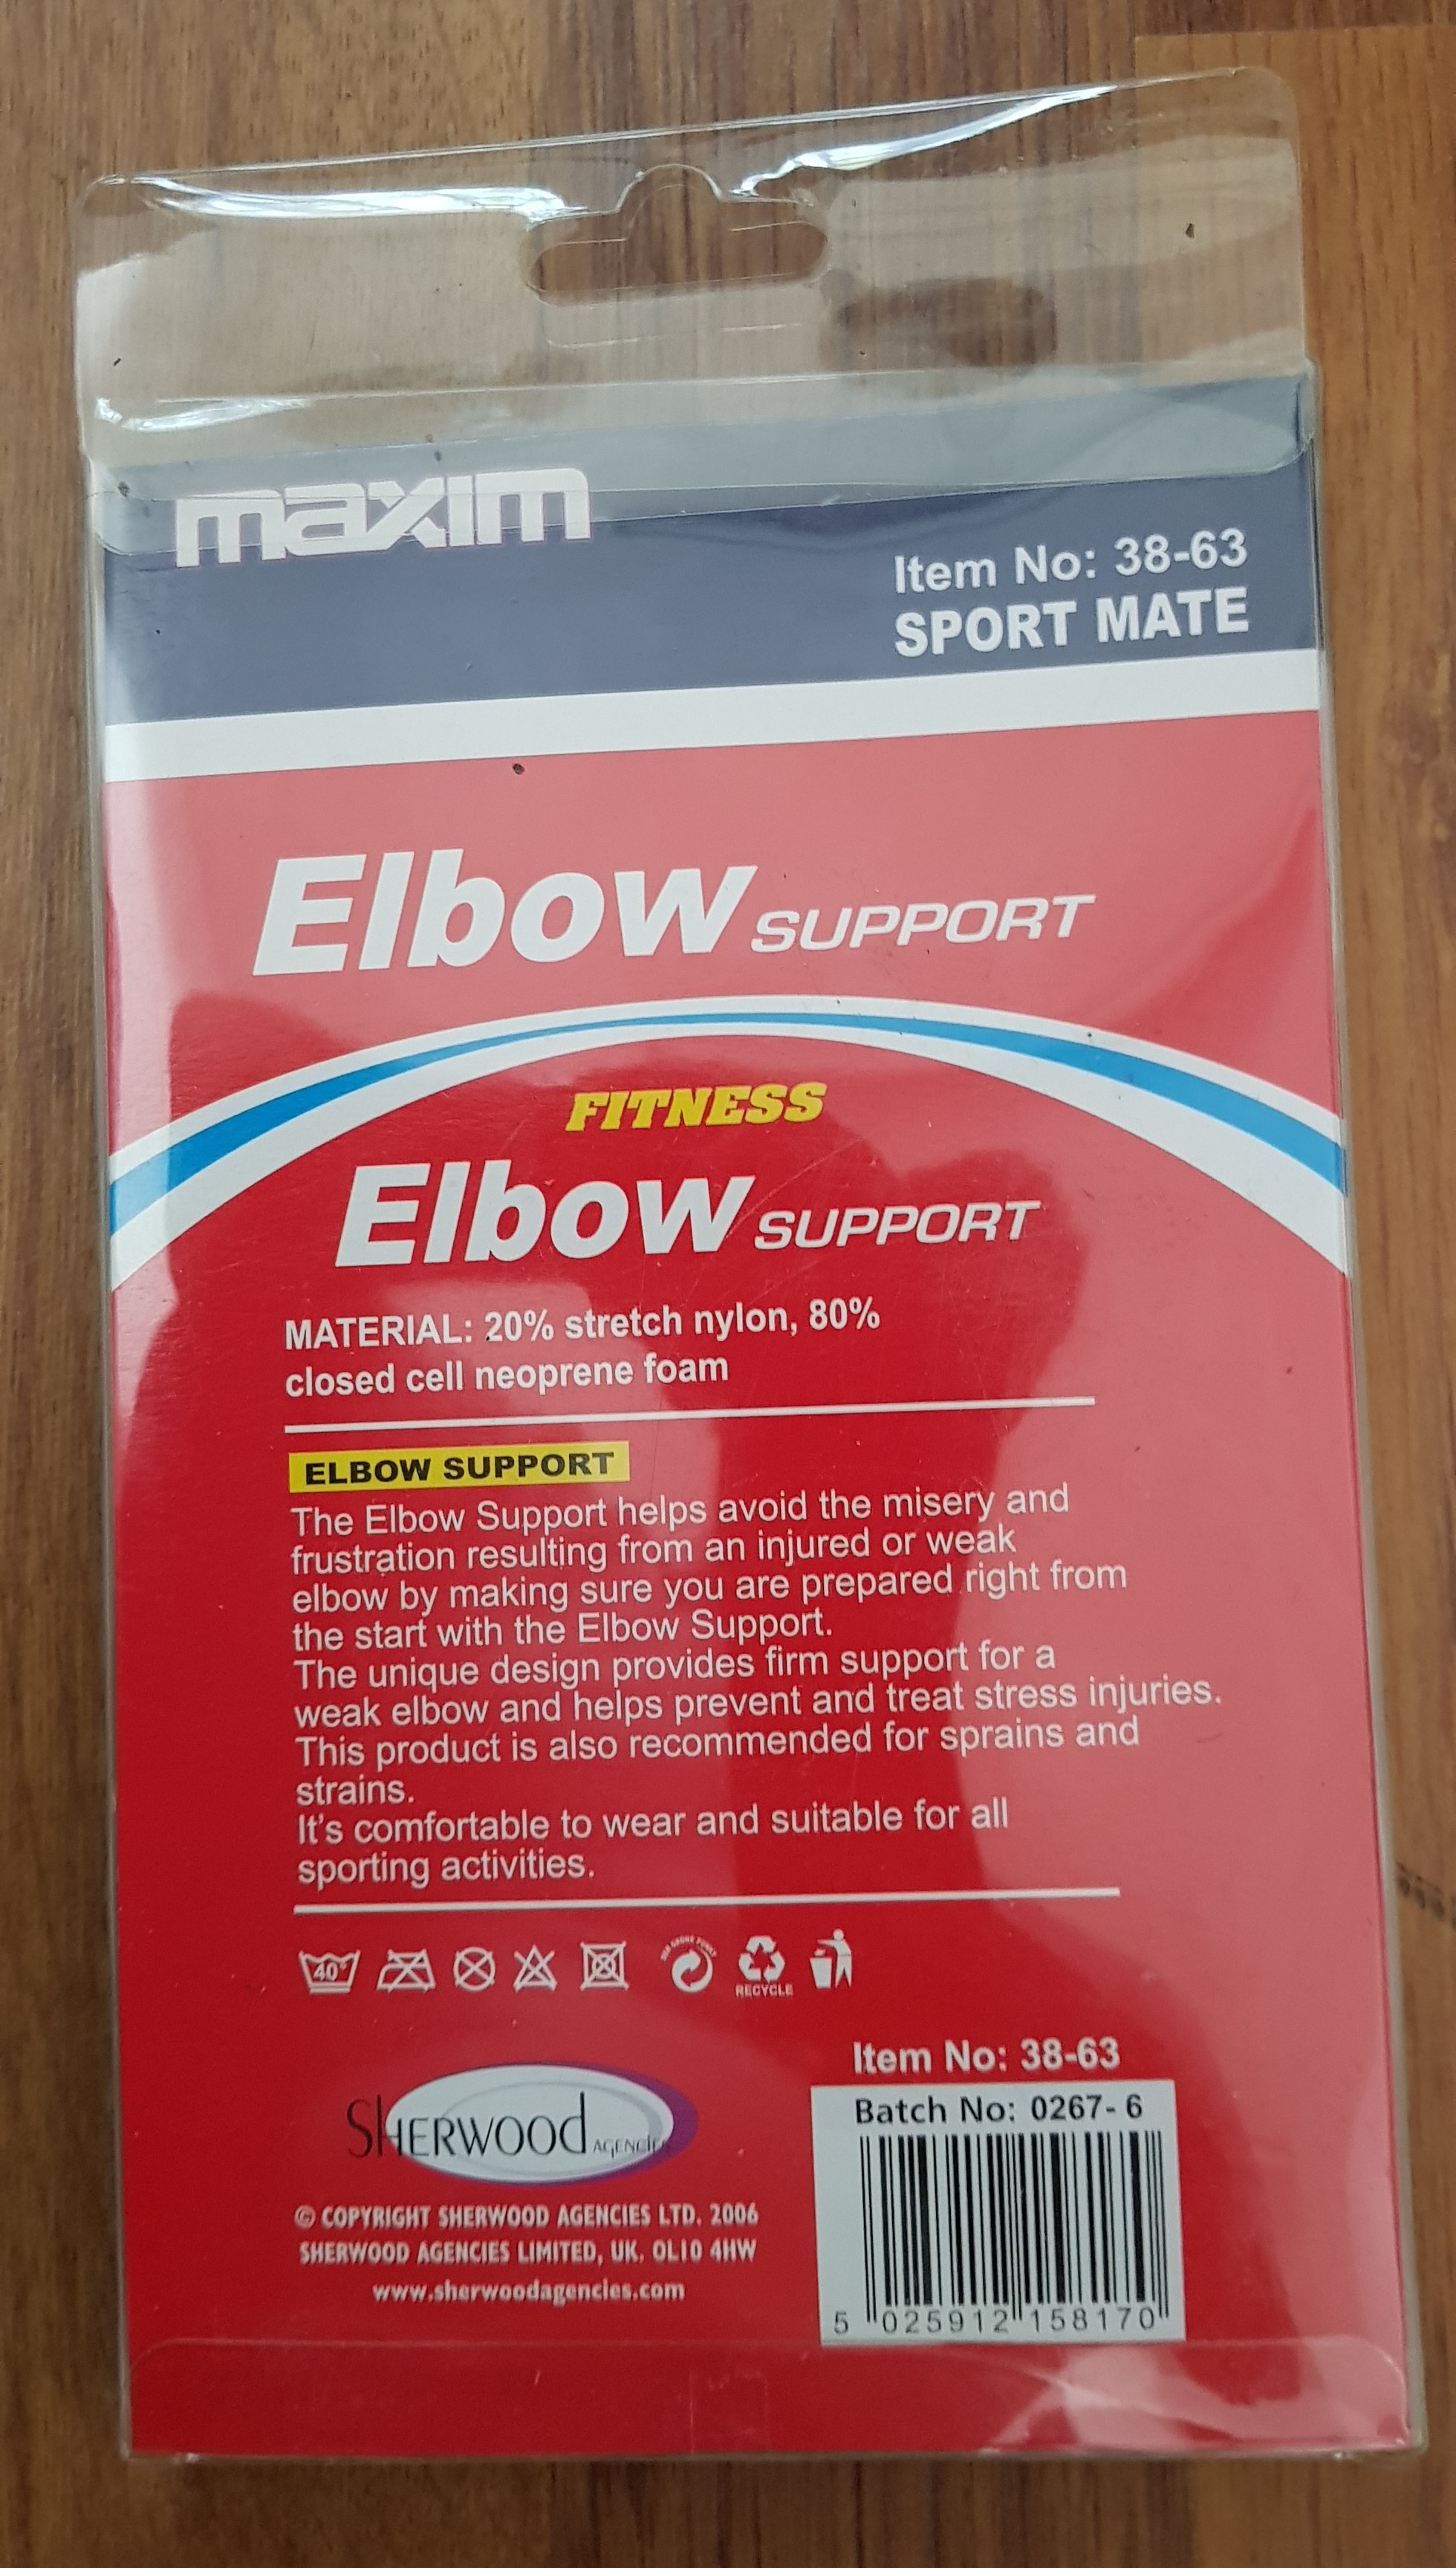 maxim
Item No: 38-63
SPORT MATE
Elbow SUPPORT
FITNESS
Elbow SUPPORT
MATERIAL: 20% stretch nylon, 80%
closed cell neoprene foam
ELBOW SUPPORT
The Elbow Support helps avoid the misery and
frustration resulting from an injured or weak
elbow by making sure you are prepared right from
the start with the Elbow Support.
The unique design provides firm support for a
weak elbow and helps prevent and treat stress injuries.
This product is also recommended for sprains and
strains.
It's comfortable to wear and suitable for all
sporting activities.
40°
DER GRÜNE PUNKT
RECYCLE
Item No: 38-63
Batch No: 0267- 6
SHERWOOD AGENCIES
© COPYRIGHT SHERWOOD AGENCIES LTD. 2006
SHERWOOD AGENCIES LIMITED, UK. OL10 4HW
www.sherwoodagencies.com
5 025912 158170